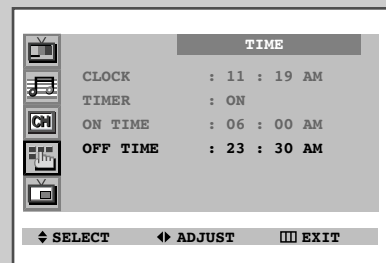 TIME
CLOCK : 11 : 19 AM
TIMER : ON
CH
ON TIME : 06 : 00 AM
OFF TIME : 23 : 30 AM
SELECT ADJUST EXIT